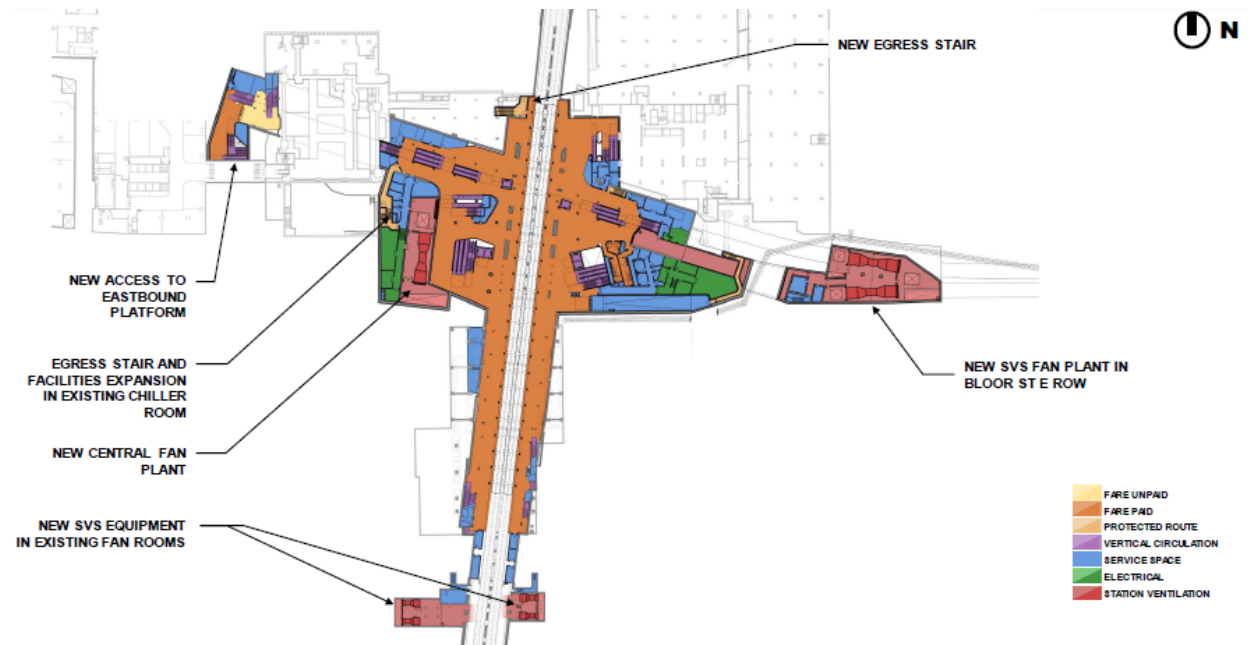 N
NEW EGRESS STAIR
NEW ACCESS TO
EASTBOUND
PLATFORM
EGRESS STAIR AND
FACILITIES EXPANSION
IN EXISTING CHILLER
ROOM
NEW CENTRAL FAN
PLANT
NEW SVS EQUIPMENT
IN EXISTING FAN ROOMS
NEW SVS FAN PLANT IN
BLOOR ST E ROW
FARE UNPAID
FARE PAID
PROTECTED ROUTE
VERTICAL CIRCULATION
SERVICE SPACE
ELECTRICAL
STATION VENTILATION